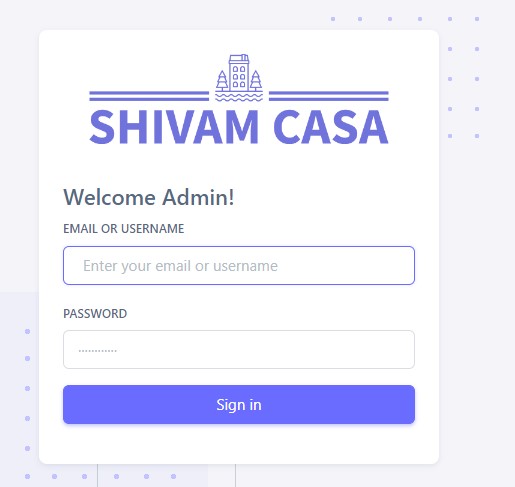 SHIVAM CASA
Welcome Admin!
EMAIL OR USERNAME
Enter your email or username
PASSWORD
············
Sign in